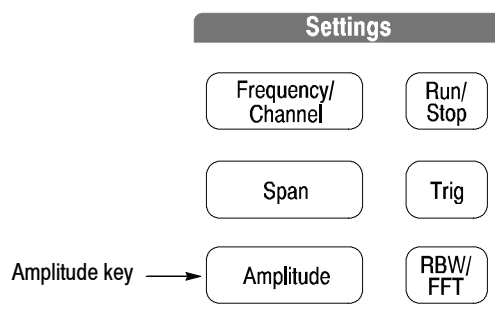 Settings
Frequency/
Channel
Run/
Stop
Span
Trig
Amplitude key
Amplitude
RBW/
FFT